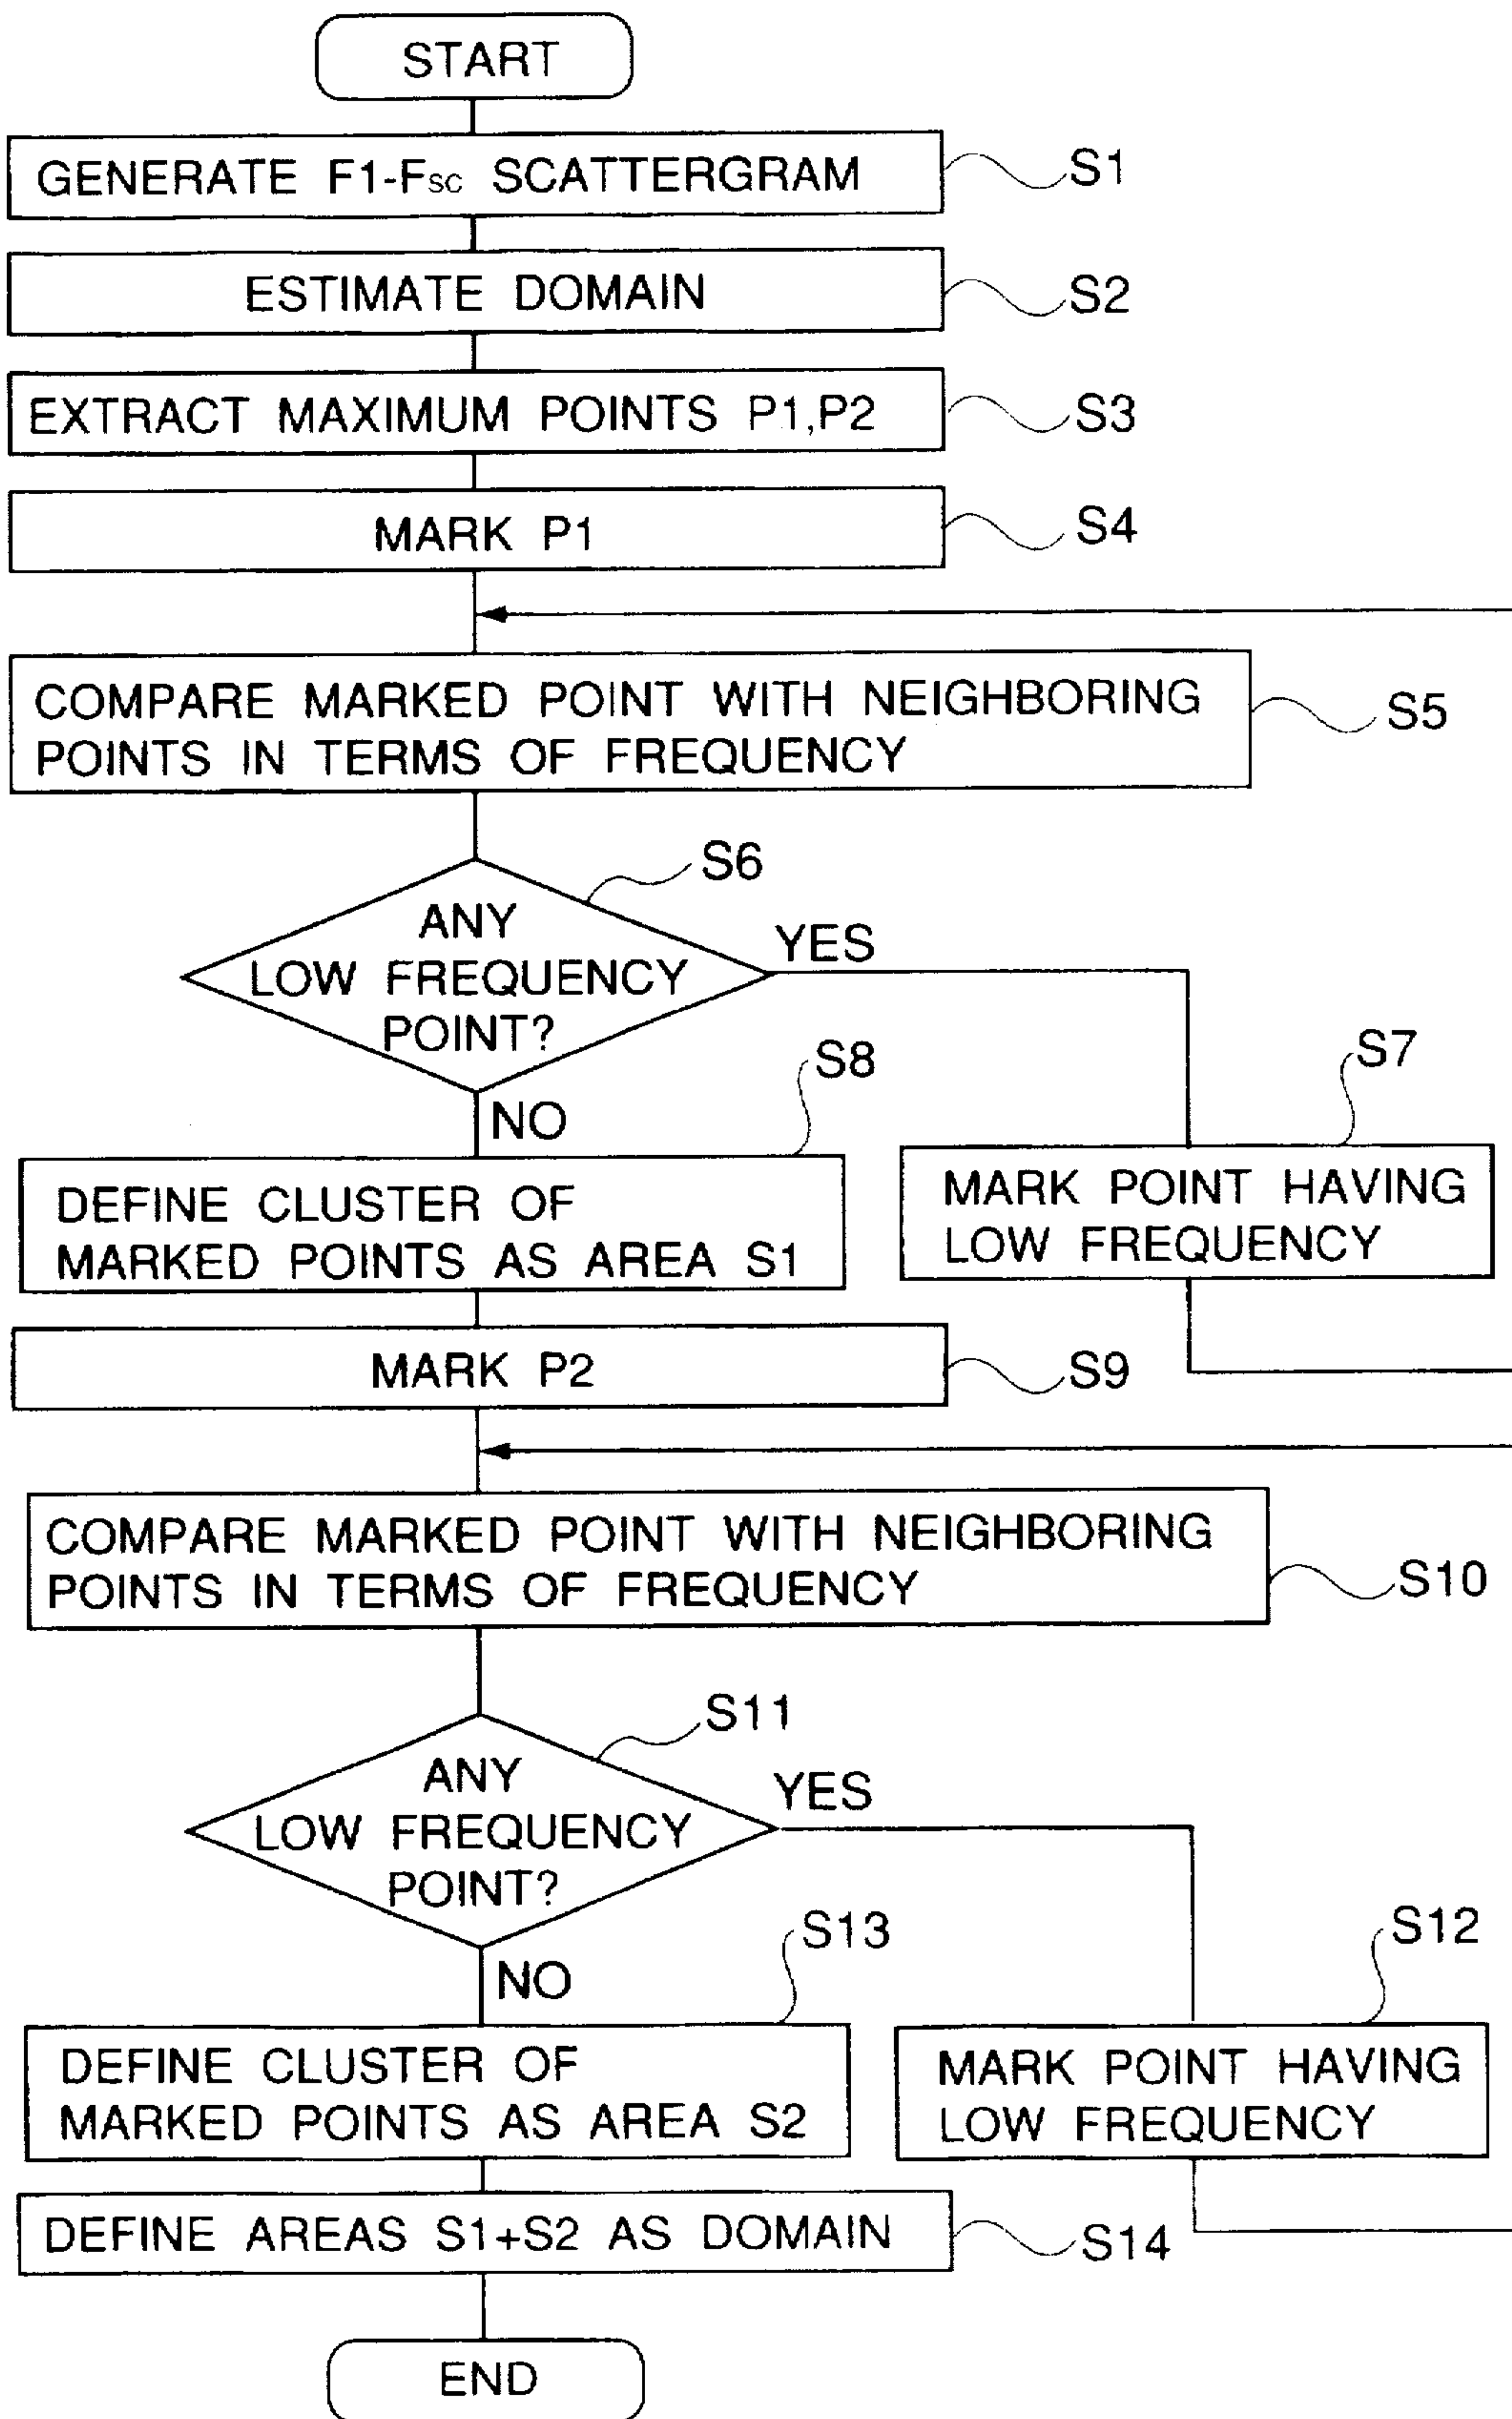 START
GENERATE F1-FSC SCATTERGRAM
S1
ESTIMATE DOMAIN
S2
EXTRACT MAXIMUM POINTS P1,P2
S3
MARK P1
S4
COMPARE MARKED POINT WITH NEIGHBORING
POINTS IN TERMS OF FREQUENCY
S5
S6
ANY
LOW FREQUENCY
POINT?
YES
NO
S7
MARK POINT HAVING
LOW FREQUENCY
S8
DEFINE CLUSTER OF
MARKED POINTS AS AREA S1
MARK P2
S9
COMPARE MARKED POINT WITH NEIGHBORING
POINTS IN TERMS OF FREQUENCY
S10
S11
ANY
LOW FREQUENCY
POINT?
YES
NO
S12
MARK POINT HAVING
LOW FREQUENCY
S13
DEFINE CLUSTER OF
MARKED POINTS AS AREA S2
DEFINE AREAS S1+S2 AS DOMAIN
S14
END